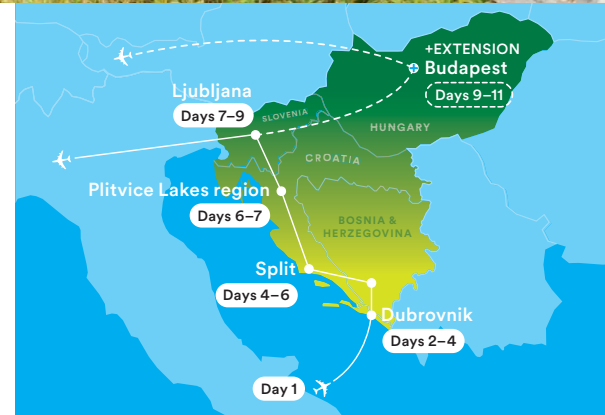 +EXTENSION
Budapest
Days 9–11
Ljubljana
Days 7–9
SLOVENIA
HUNGARY
CROATIA
Plitvice Lakes region
Days 6–7
BOSNIA &
HERZEGOVINA
Split
Days 4–6
Dubrovnik
Days 2–4
Day 1